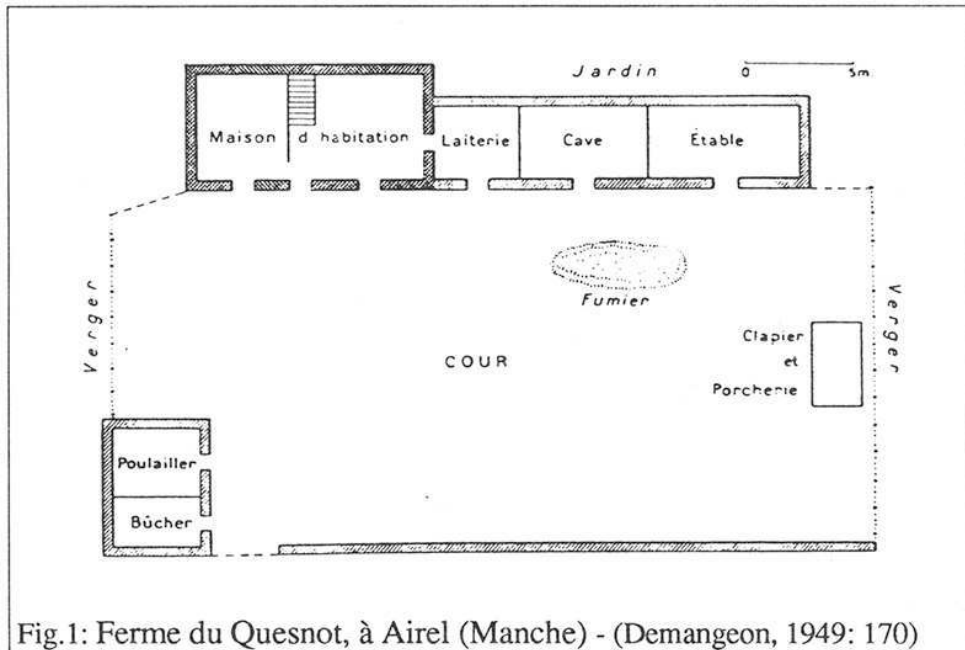 Jardin
0 5m
Maison d'habitation
Laiterie
Cave
Étable
Verger
Fumier
Verger
COUR
Clapier
et
Porcherie
Poulailler
Bûcher
Fig.1: Ferme du Quesnot, à Airel (Manche) - (Demangeon, 1949: 170)